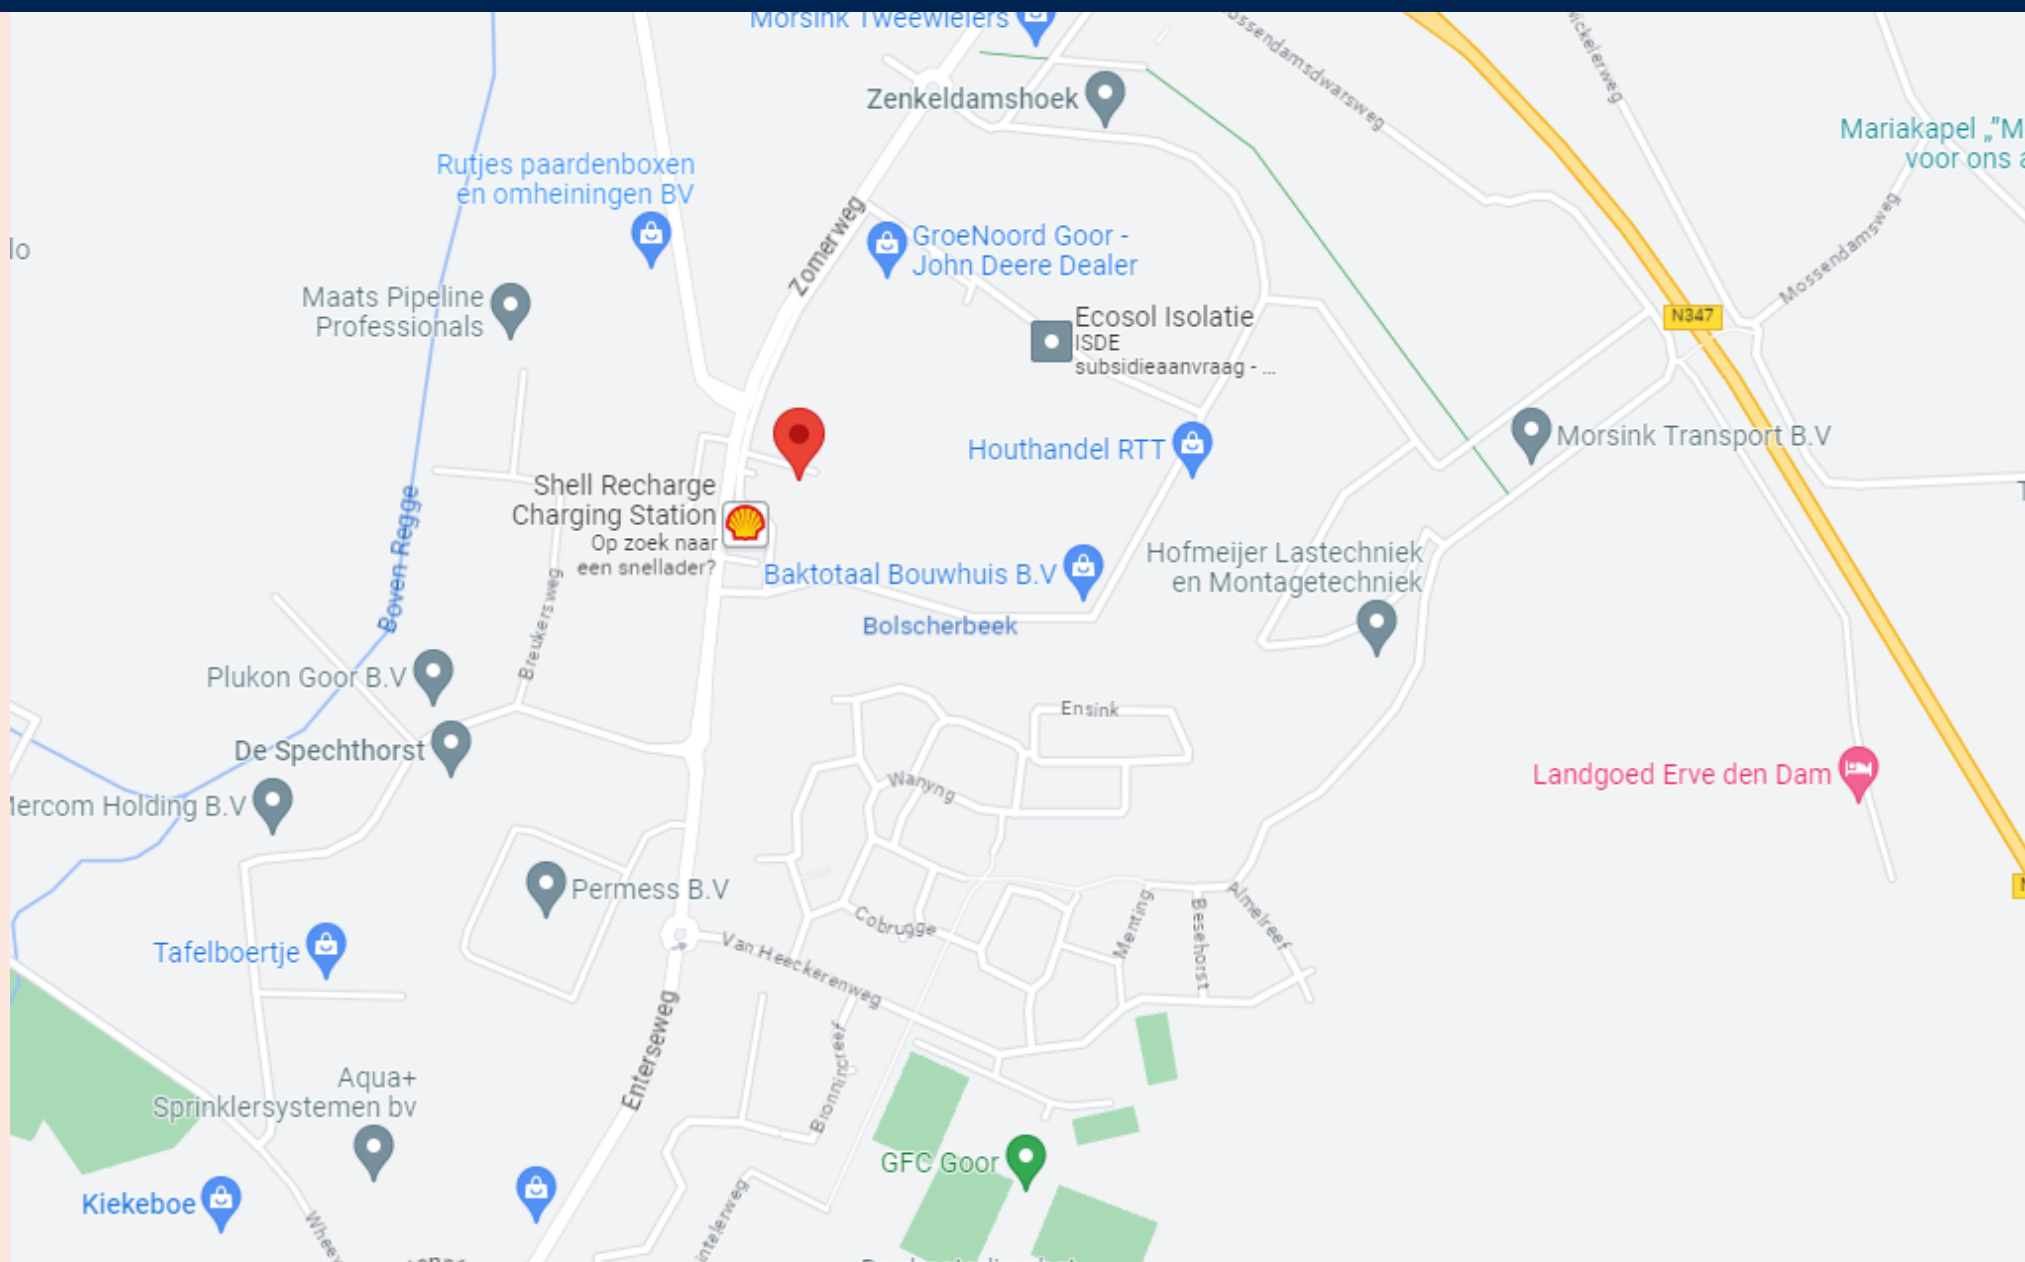 Morsink Tweewielers
Zenkeldamshoek
Mariakapel „"M
voor ons a
Rutjes paardenboxen
en omheiningen BV
Zomerweg
GroeNoord Goor -
John Deere Dealer
Mossendamsweg
lo
Maats Pipeline
Professionals
Ecosol Isolatie
ISDE
subsidieaanvraag - ...
N347
Houthandel RTT
Morsink Transport B.V
Shell Recharge
Charging Station
Op zoek naar
een snellader?
Boven Regge
Breukersweg
Baktotaal Bouwhuis B.V
Bolscherbeek
Hofmeijer Lastechniek
en Montagetechniek
Plukon Goor B.V
De Spechthorst
Ensink
Wanyng
Landgoed Erve den Dam
Mercom Holding B.V
Permess B.V
Cobrugge
Menting
Besehorst
Almelreef
Tafelboertje
Van Heeckerenweg
Enterseweg
Aqua+
Sprinklersystemen bv
GFC Goor
Kiekeboe